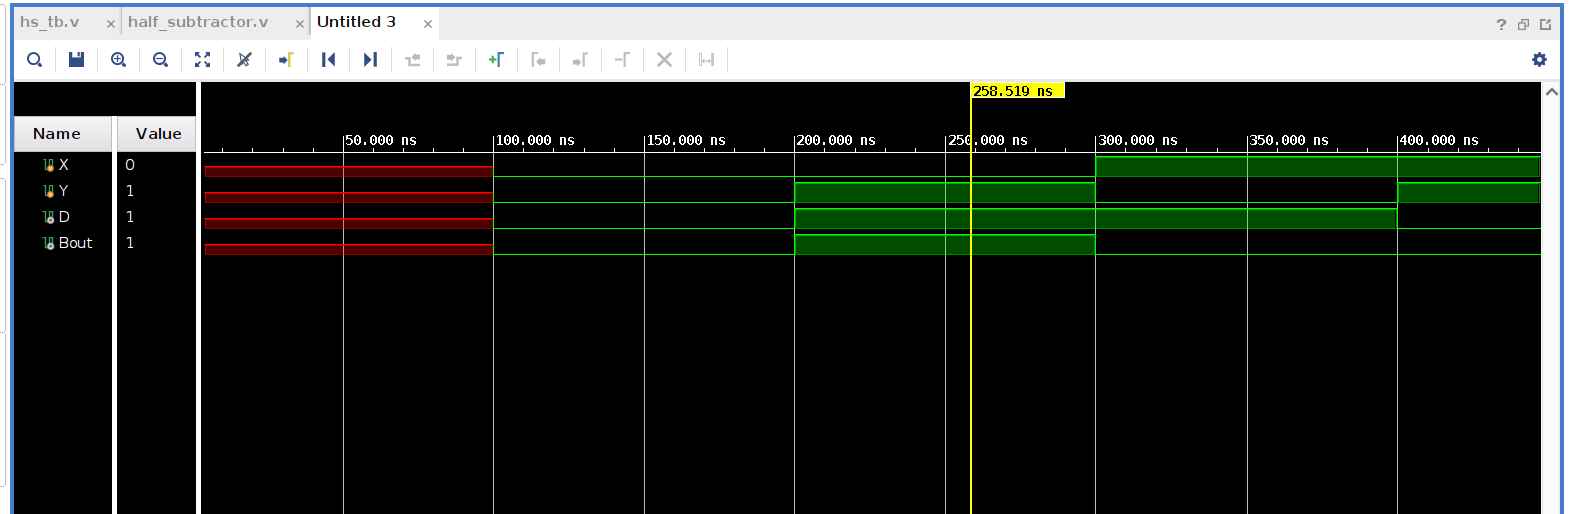 hs_tb.v × half_subtractor.v × Untitled 3 × ?
258.519 ns
Name Value 50.000 ns 100.000 ns 150.000 ns 200.000 ns 250.000 ns 300.000 ns 350.000 ns 400.000 ns
X 0
Y 1
D 1
Bout 1